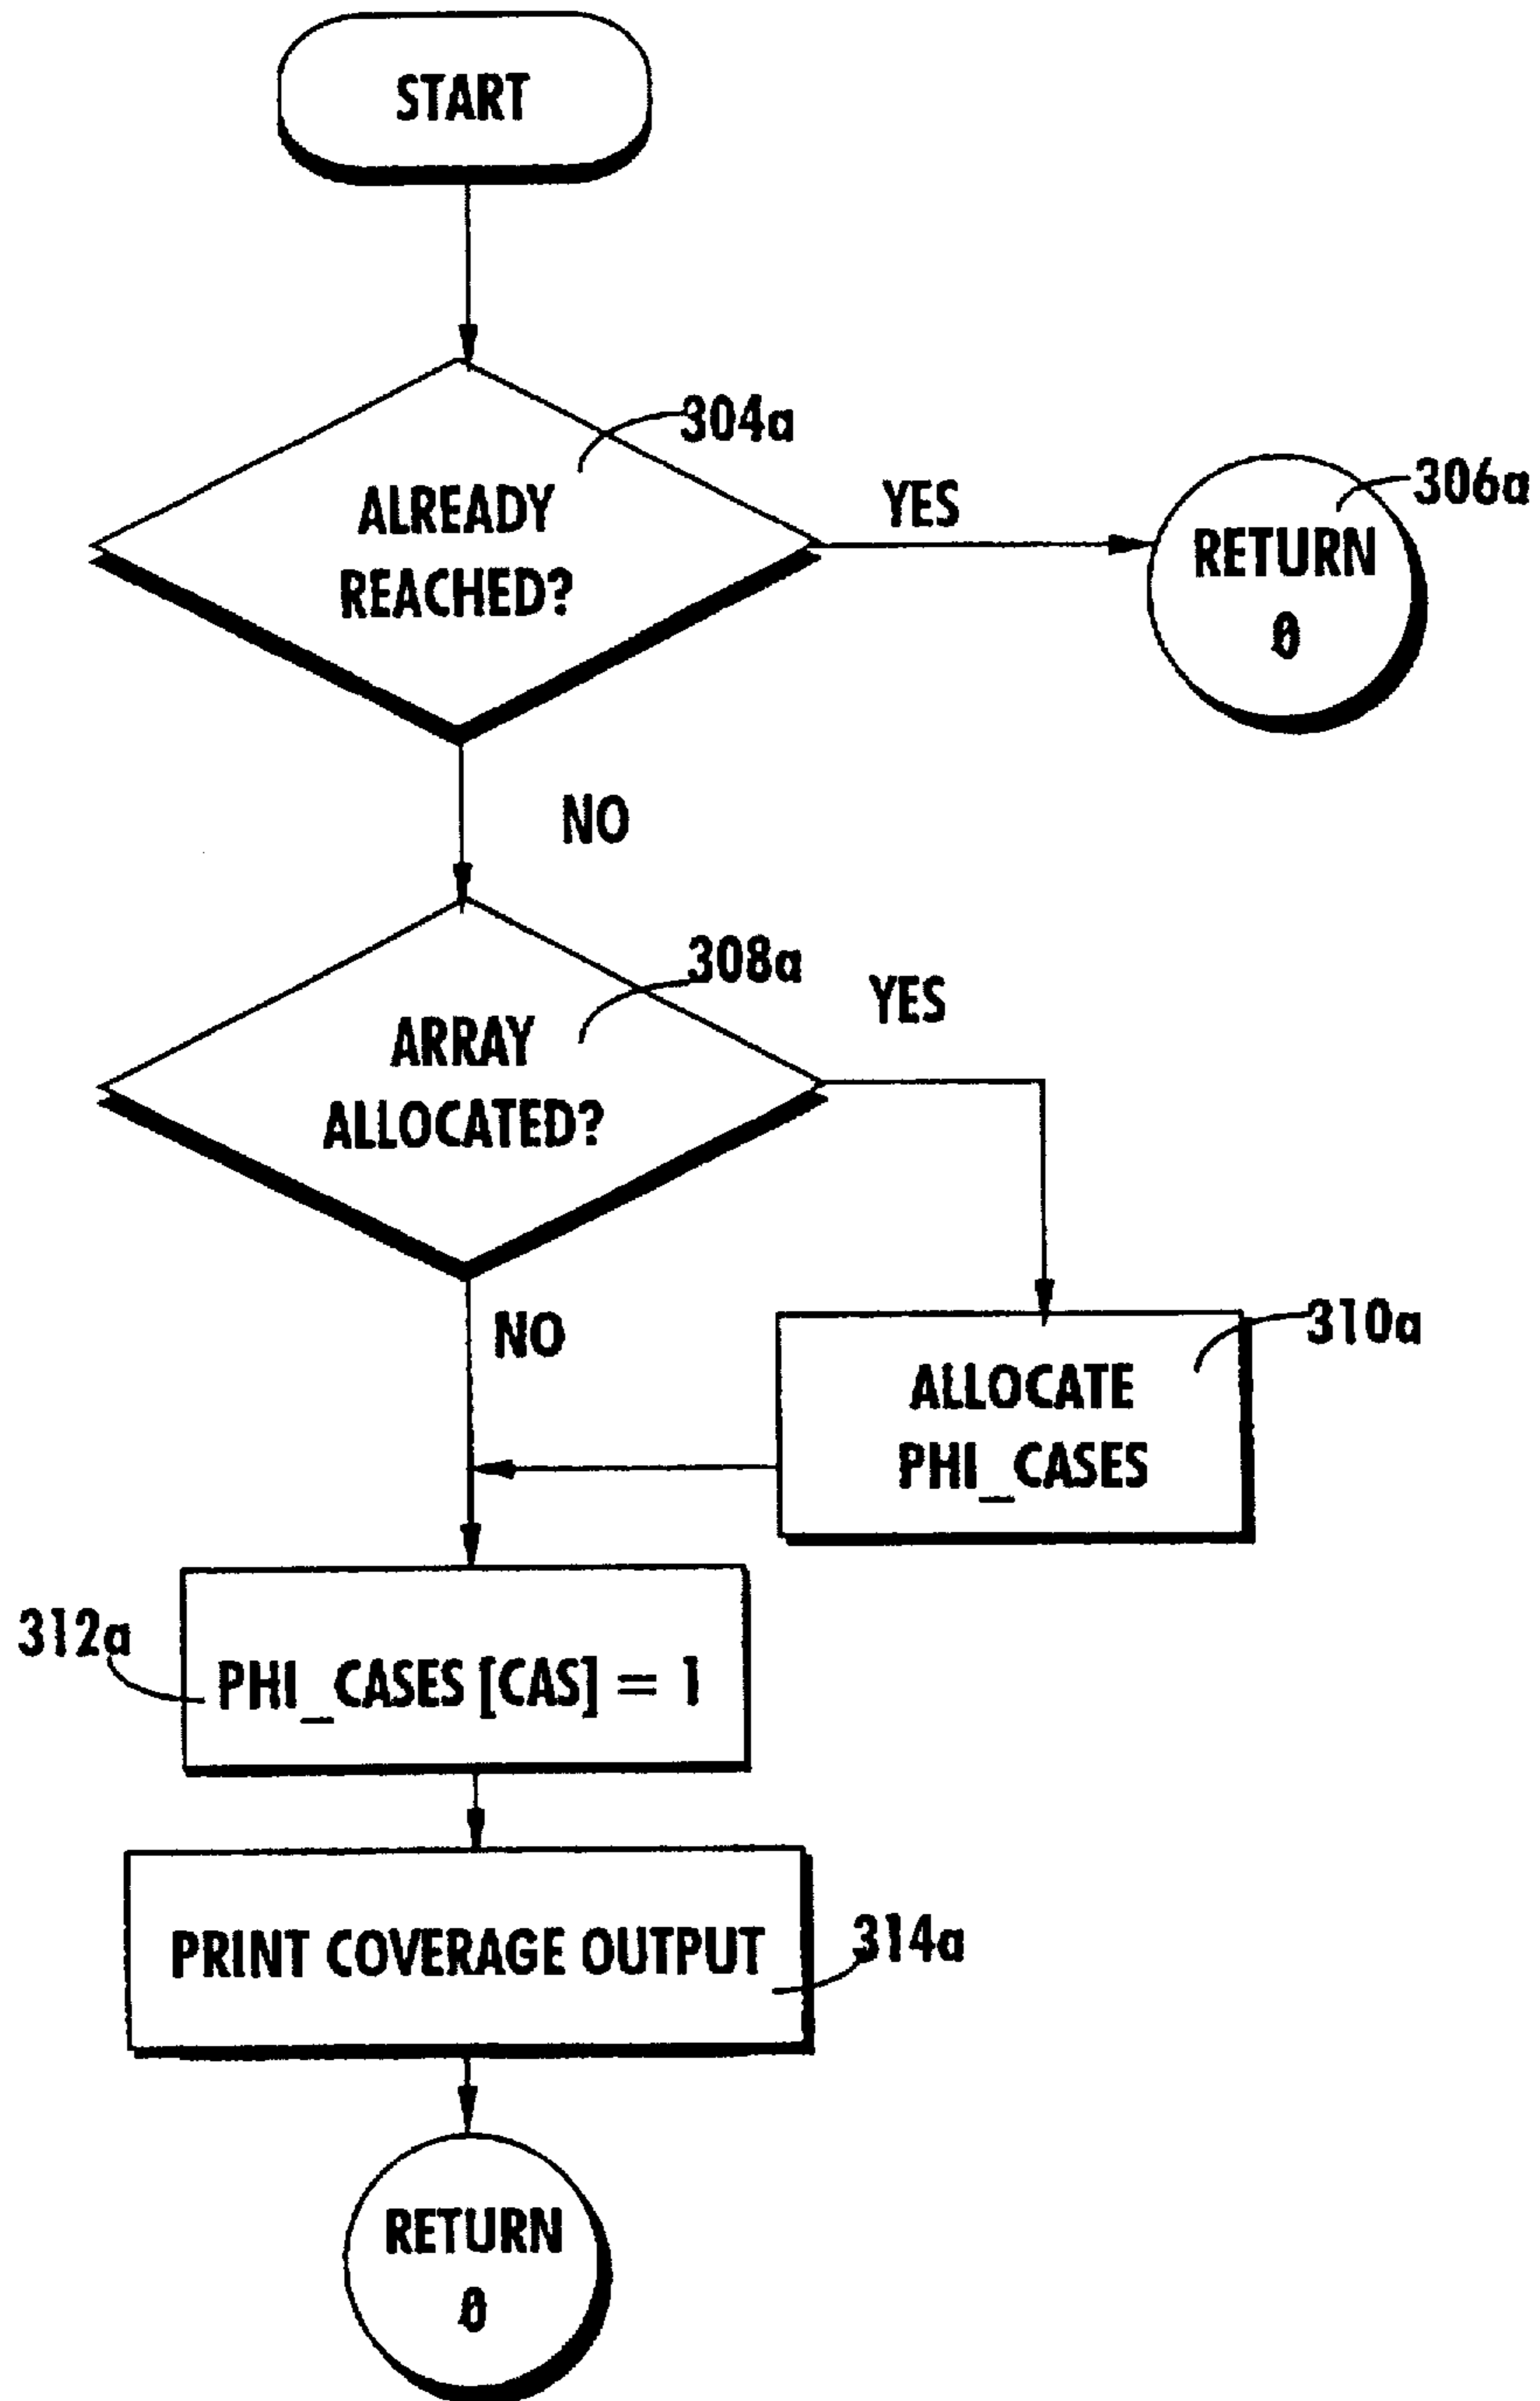 START
304a
ALREADY
REACHED?
YES
306a
RETURN
0
NO
308a
ARRAY
ALLOCATED?
YES
NO
310a
ALLOCATE
PHI_CASES
312a
PHI_CASES [CAS] = 1
PRINT COVERAGE OUTPUT
314a
RETURN
0